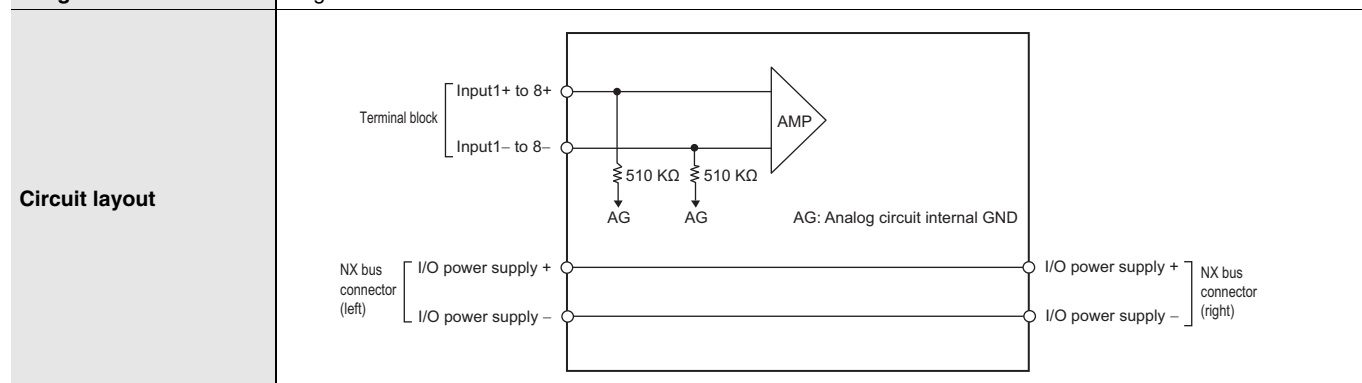 Circuit layout
Terminal block
Input1+ to 8+
Input1– to 8–
AMP
510 KΩ
510 KΩ
AG
AG
AG: Analog circuit internal GND
NX bus
connector
(left)
I/O power supply +
I/O power supply –
I/O power supply +
I/O power supply –
NX bus
connector
(right)